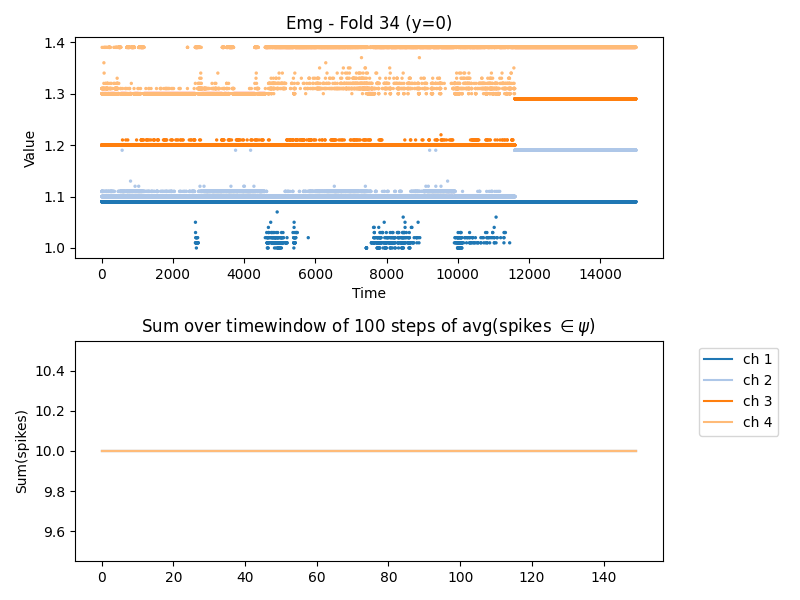 Emg - Fold 34 (y=0)
Value
1.4
1.3
1.2
1.1
1.0
0 2000 4000 6000 8000 10000 12000 14000
Time
Sum over timewindow of 100 steps of avg(spikes ∈ ψ)
Sum(spikes)
10.4
10.2
10.0
9.8
9.6
0 20 40 60 80 100 120 140
ch 1
ch 2
ch 3
ch 4